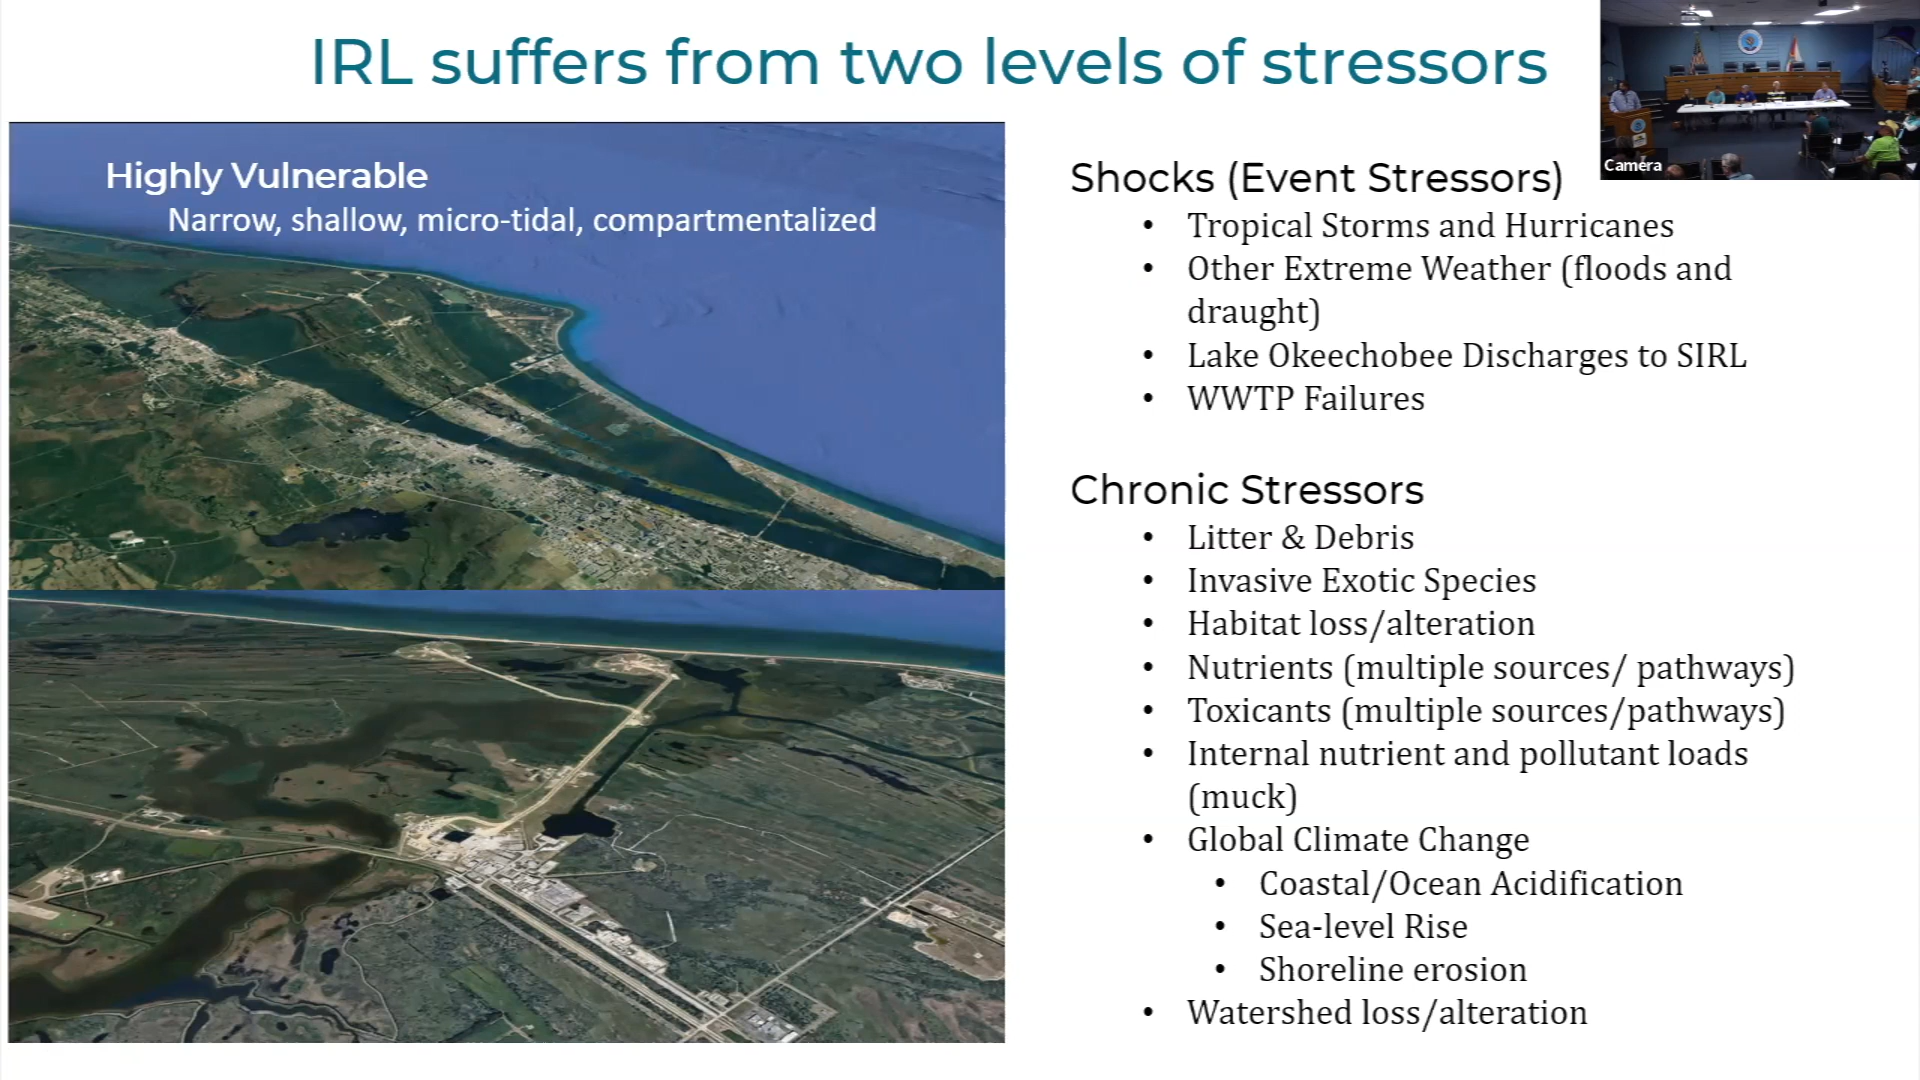 IRL suffers from two levels of stressors
Camera
Highly Vulnerable
Narrow, shallow, micro-tidal, compartmentalized
Shocks (Event Stressors)
• Tropical Storms and Hurricanes
• Other Extreme Weather (floods and
draught)
• Lake Okeechobee Discharges to SIRL
• WWTP Failures
Chronic Stressors
• Litter & Debris
• Invasive Exotic Species
• Habitat loss/alteration
• Nutrients (multiple sources/ pathways)
• Toxicants (multiple sources/pathways)
• Internal nutrient and pollutant loads
(muck)
• Global Climate Change
• Coastal/Ocean Acidification
• Sea-level Rise
• Shoreline erosion
• Watershed loss/alteration